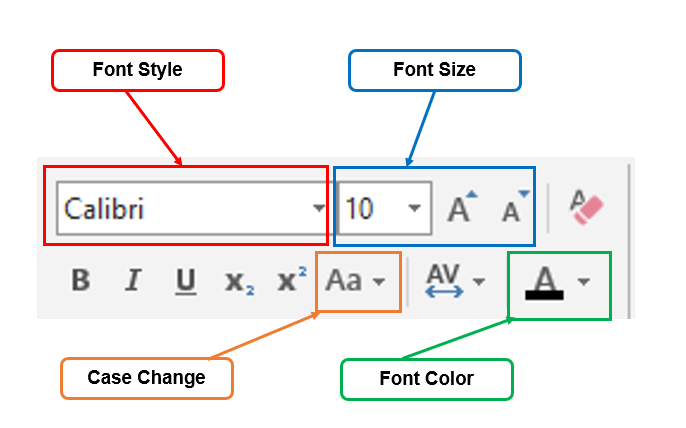 Font Style
Font Size
Calibri 10 A A A
B I U x₂ x² Aa AV A
Case Change
Font Color